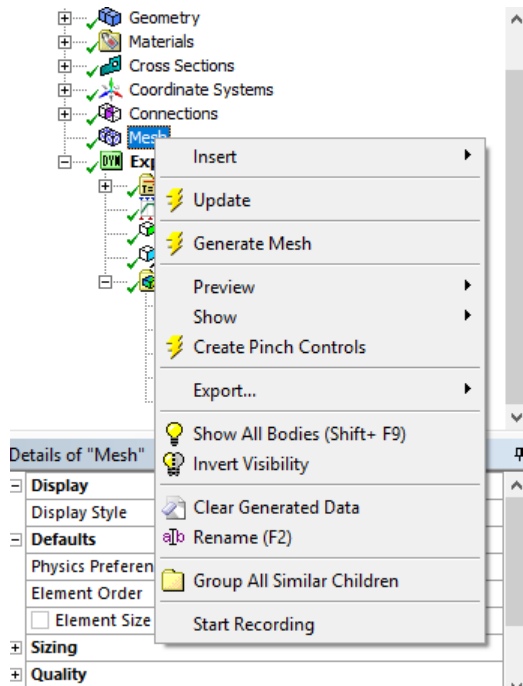 Geometry
Materials
Cross Sections
Coordinate Systems
Connections
Mesh
DYN Exp
Insert
Update
Generate Mesh
Preview
Show
Create Pinch Controls
Export...
Show All Bodies (Shift+ F9)
Invert Visibility
Clear Generated Data
Rename (F2)
Group All Similar Children
Start Recording
Details of "Mesh"
Display
Display Style
Defaults
Physics Preferen
Element Order
Element Size
Sizing
Quality